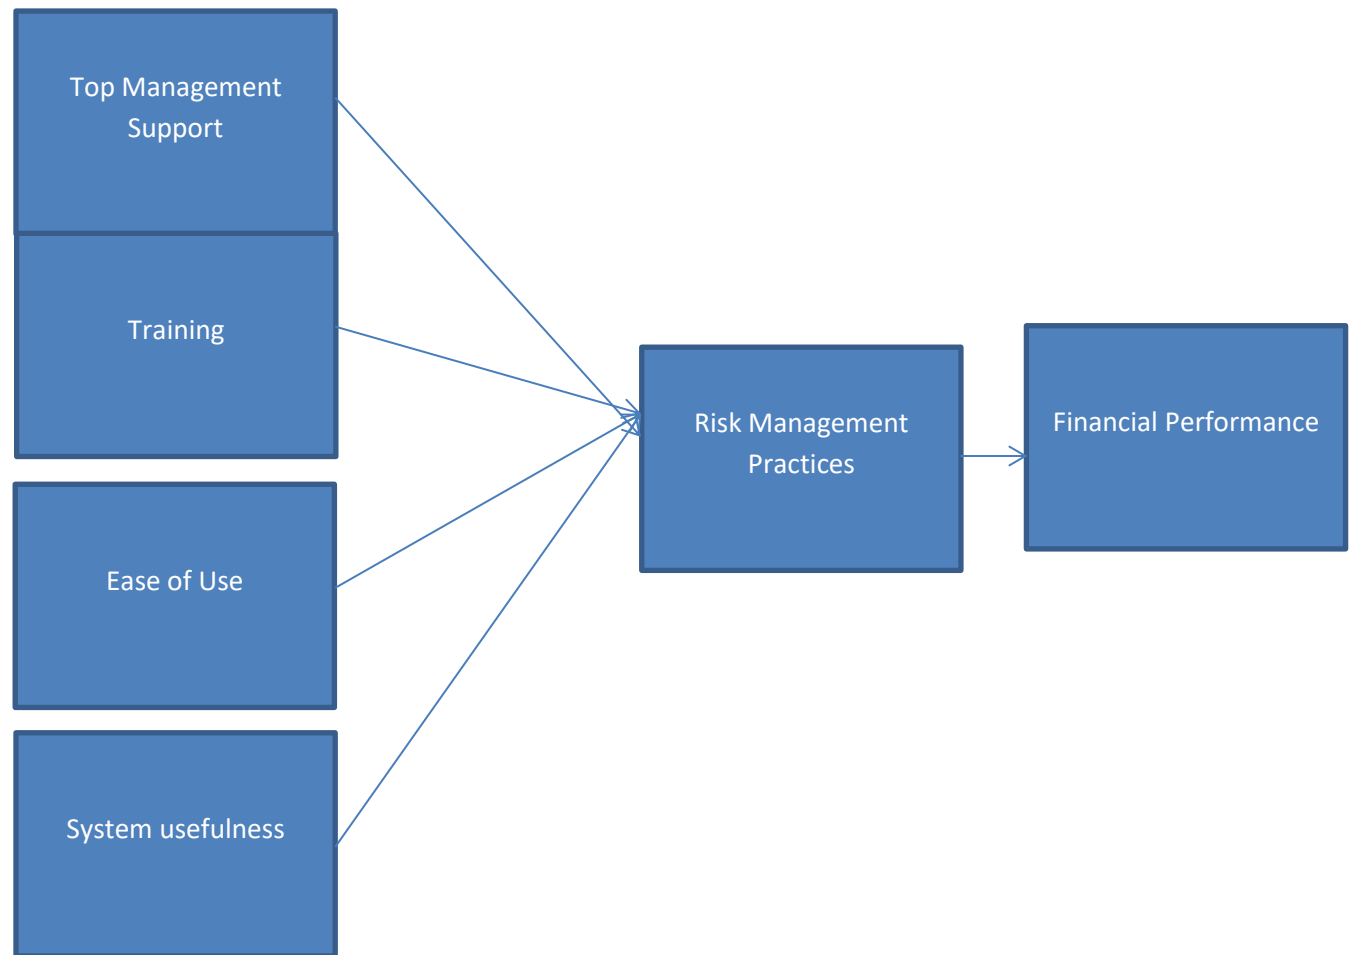 Top Management
Support
Training
Ease of Use
System usefulness
Risk Management
Practices
Financial Performance